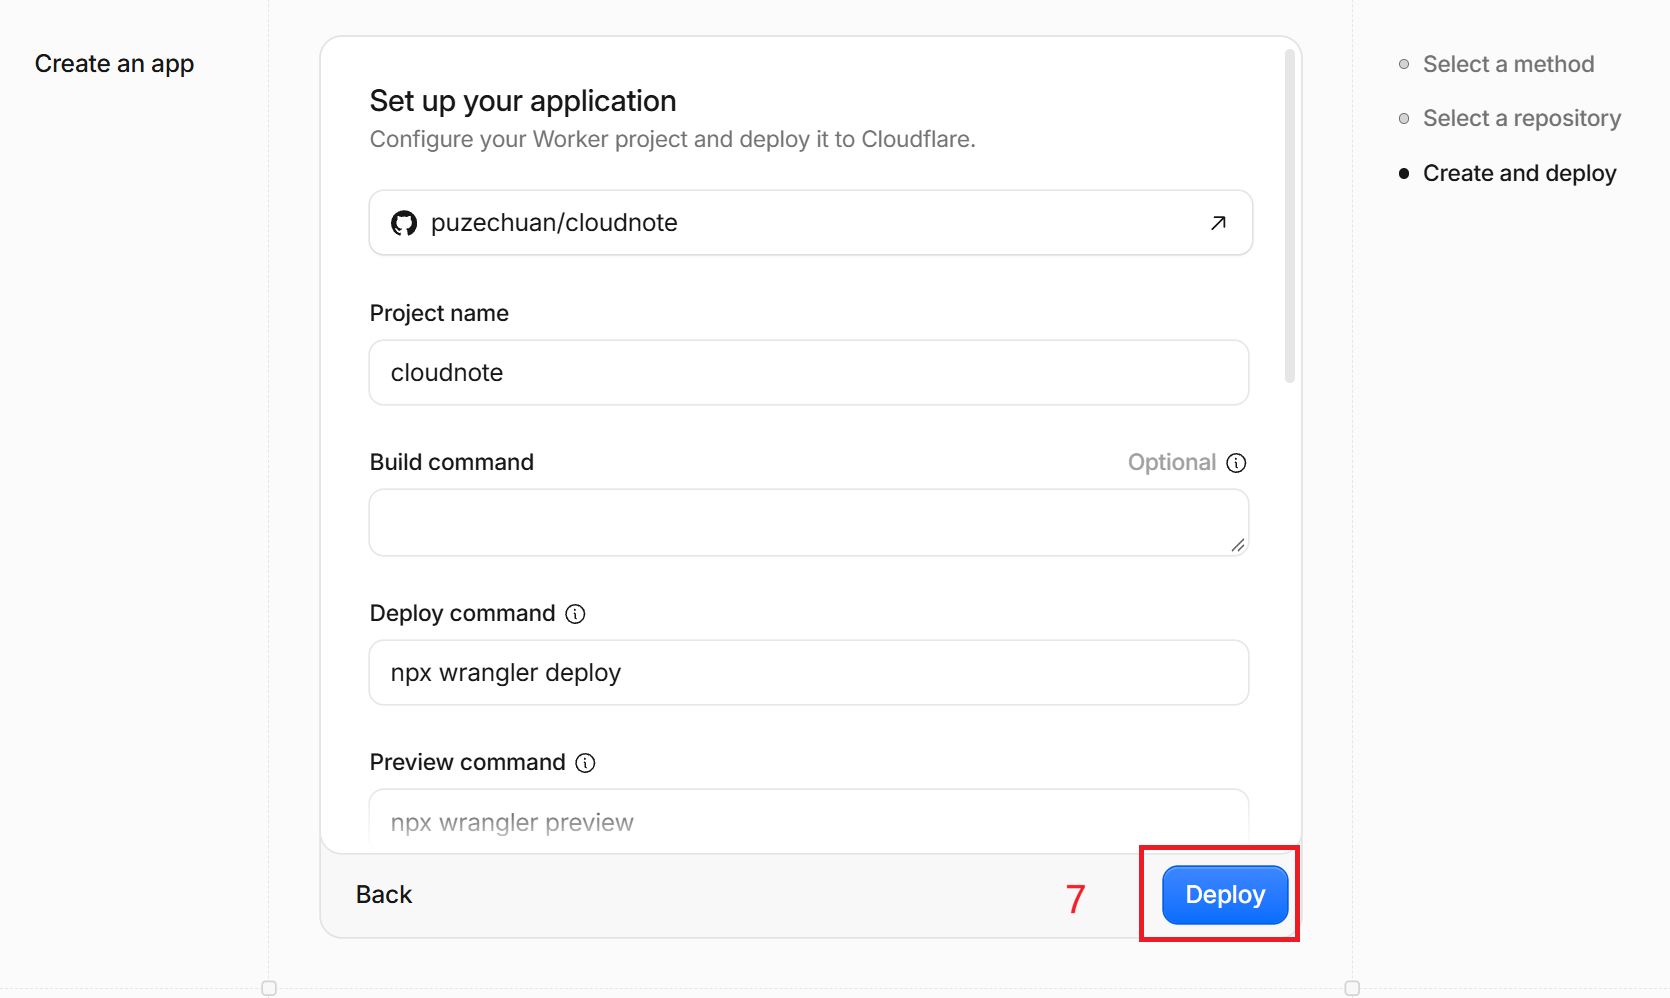 Create an app
Set up your application
Configure your Worker project and deploy it to Cloudflare.
puzechuan/cloudnote
Project name
cloudnote
Build command
Optional
Deploy command
npx wrangler deploy
Preview command
npx wrangler preview
Back
7
Deploy
Select a method
Select a repository
Create and deploy